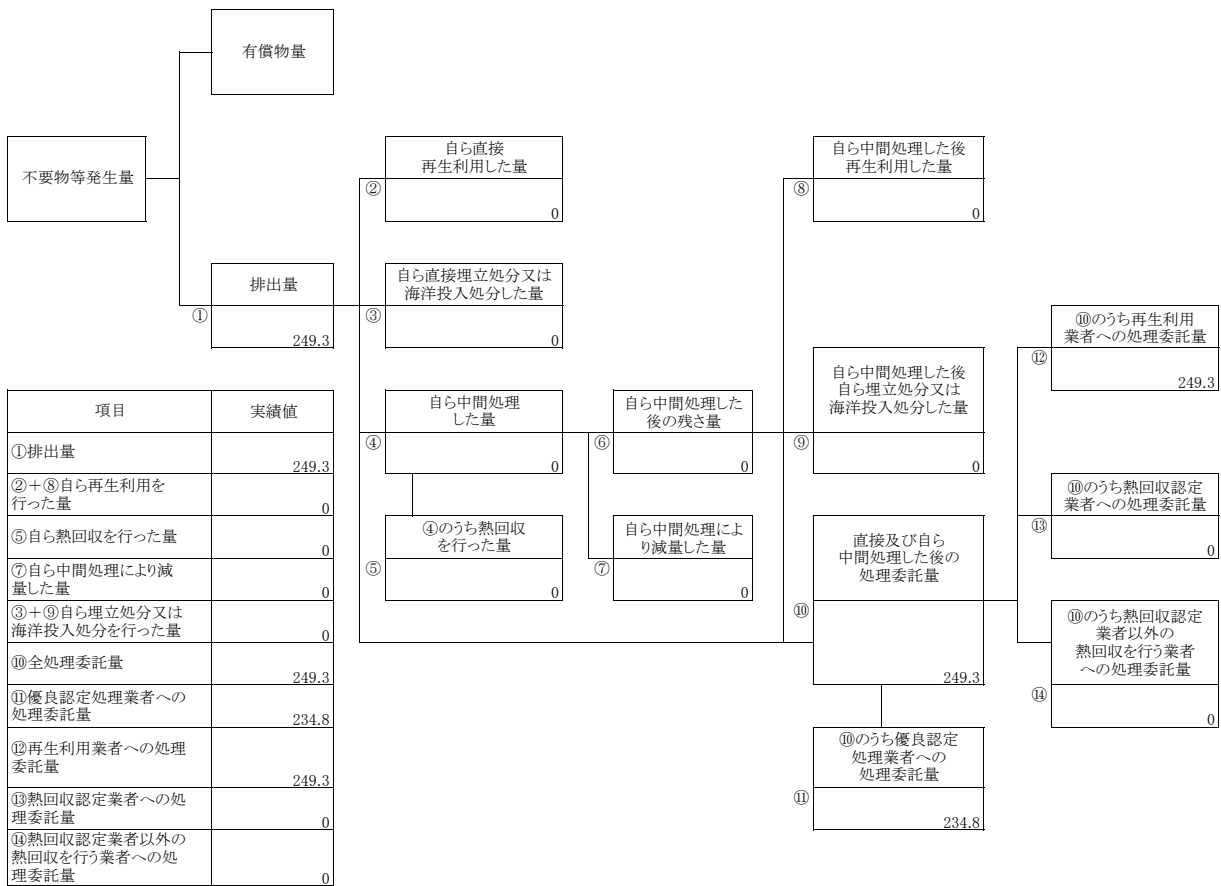 有償物量
不要物等発生量
排出量
①
249.3
自ら直接
再生利用した量
②
0
自ら直接埋立処分又は
海洋投入処分した量
③
0
自ら中間処理
した量
④
0
④のうち熱回収
を行った量
⑤
0
自ら中間処理した
後の残さ量
⑥
0
自ら中間処理によ
り減量した量
⑦
0
自ら中間処理した後
再生利用した量
⑧
0
自ら中間処理した後
自ら埋立処分又は
海洋投入処分した量
⑨
0
直接及び自ら
中間処理した後の
処理委託量
⑩
249.3
⑩のうち優良認定
処理業者への
処理委託量
⑪
234.8
⑩のうち再生利用
業者への処理委託量
⑫
249.3
⑩のうち熱回収認定
業者への処理委託量
⑬
0
⑩のうち熱回収認定
業者以外の
熱回収を行う業者
への処理委託量
⑭
0
項目 実績値
①排出量
249.3
②+⑧自ら再生利用を
行った量
0
⑤自ら熱回収を行った量
0
⑦自ら中間処理により減
量した量
0
③+⑨自ら埋立処分又は
海洋投入処分を行った量
0
⑩全処理委託量
249.3
⑪優良認定処理業者への
処理委託量
234.8
⑫再生利用業者への処理
委託量
249.3
⑬熱回収認定業者への処
理委託量
0
⑭熱回収認定業者以外の
熱回収を行う業者への処
理委託量
0